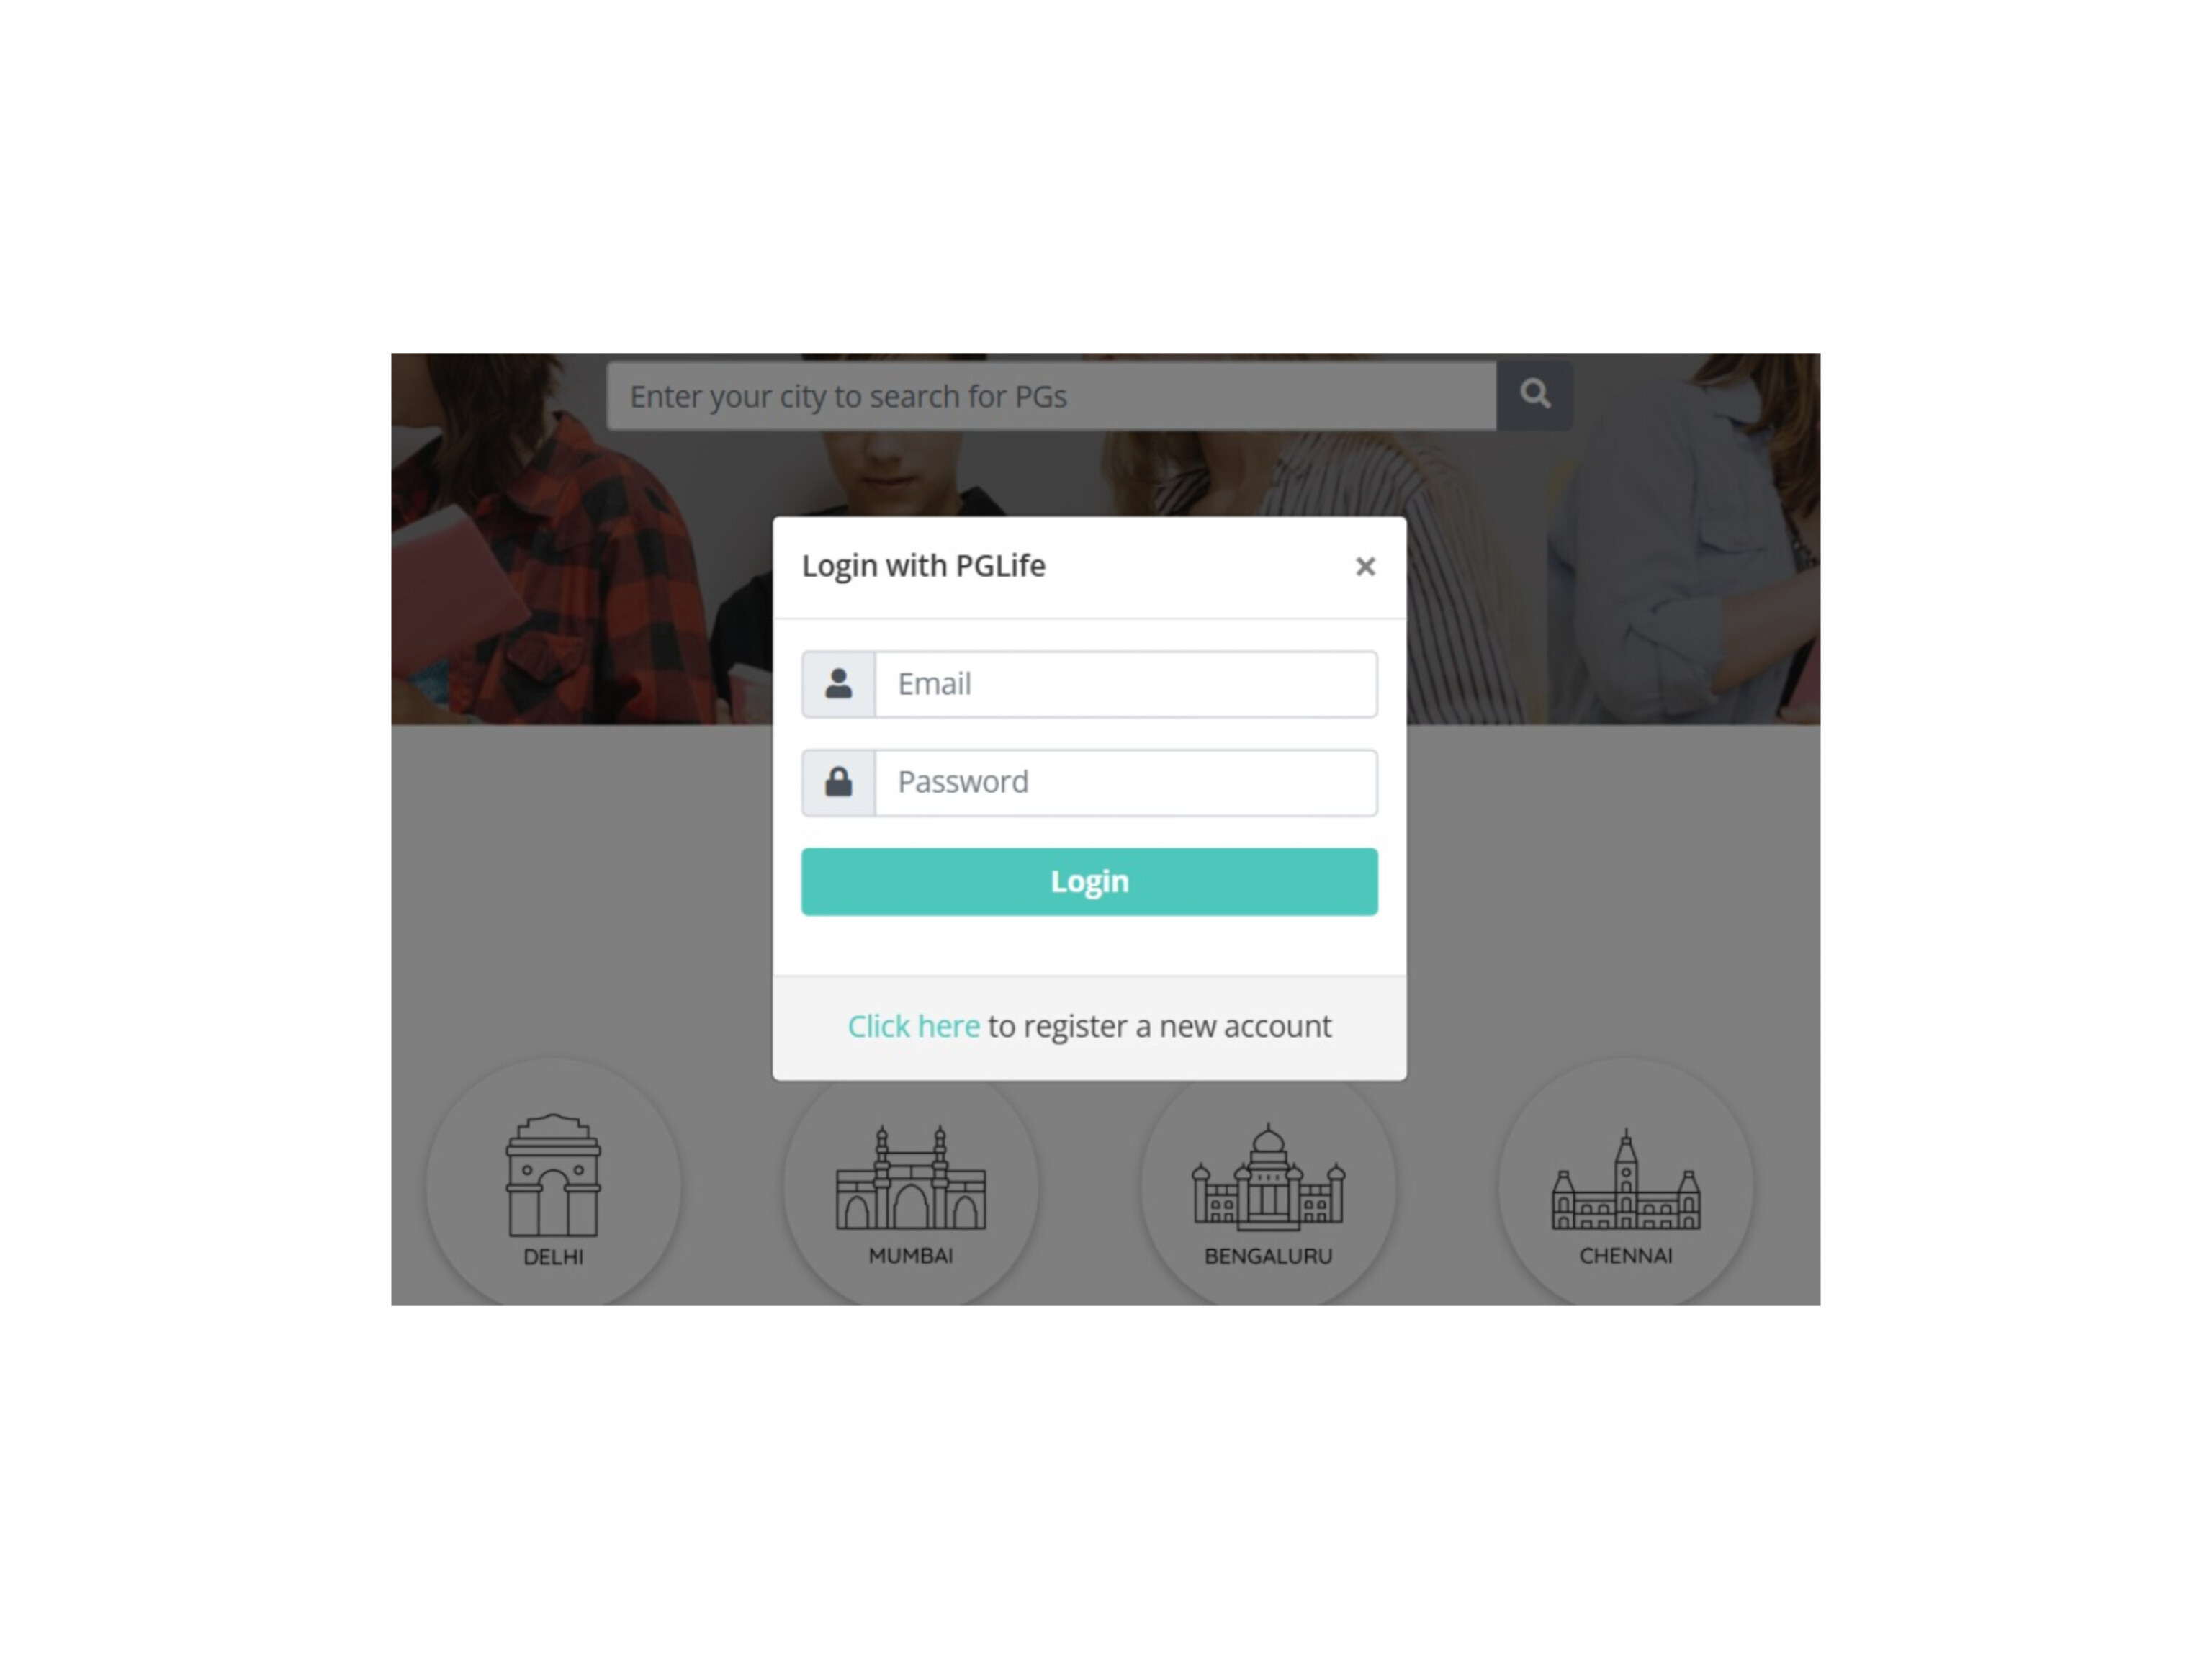 Enter your city to search for PGs
Login with PGLife
×
Email
Password
Login
Click here to register a new account
DELHI
MUMBAI
BENGALURU
CHENNAI